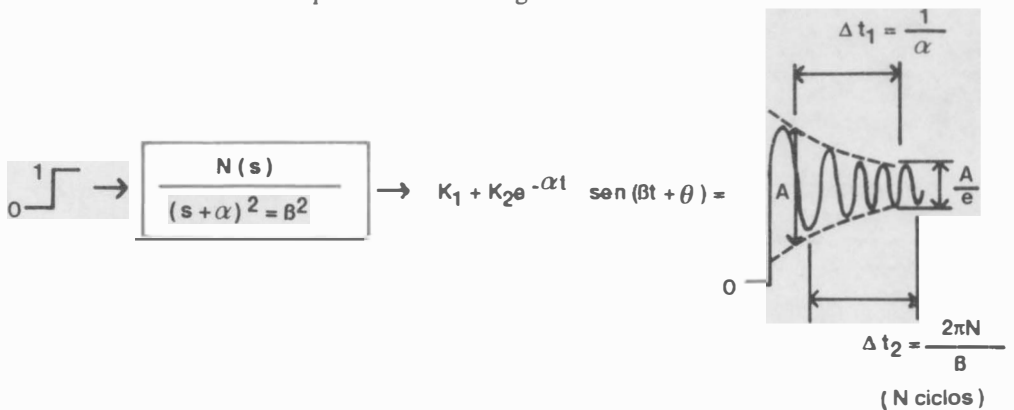 Δ t₁ = 1/α
1
0
N(s)
(s+α)² = β²
K₁ + K₂e^-αt sen (βt + θ) =
A
A/e
0
Δ t₂ = 2πN/β
(N ciclos)